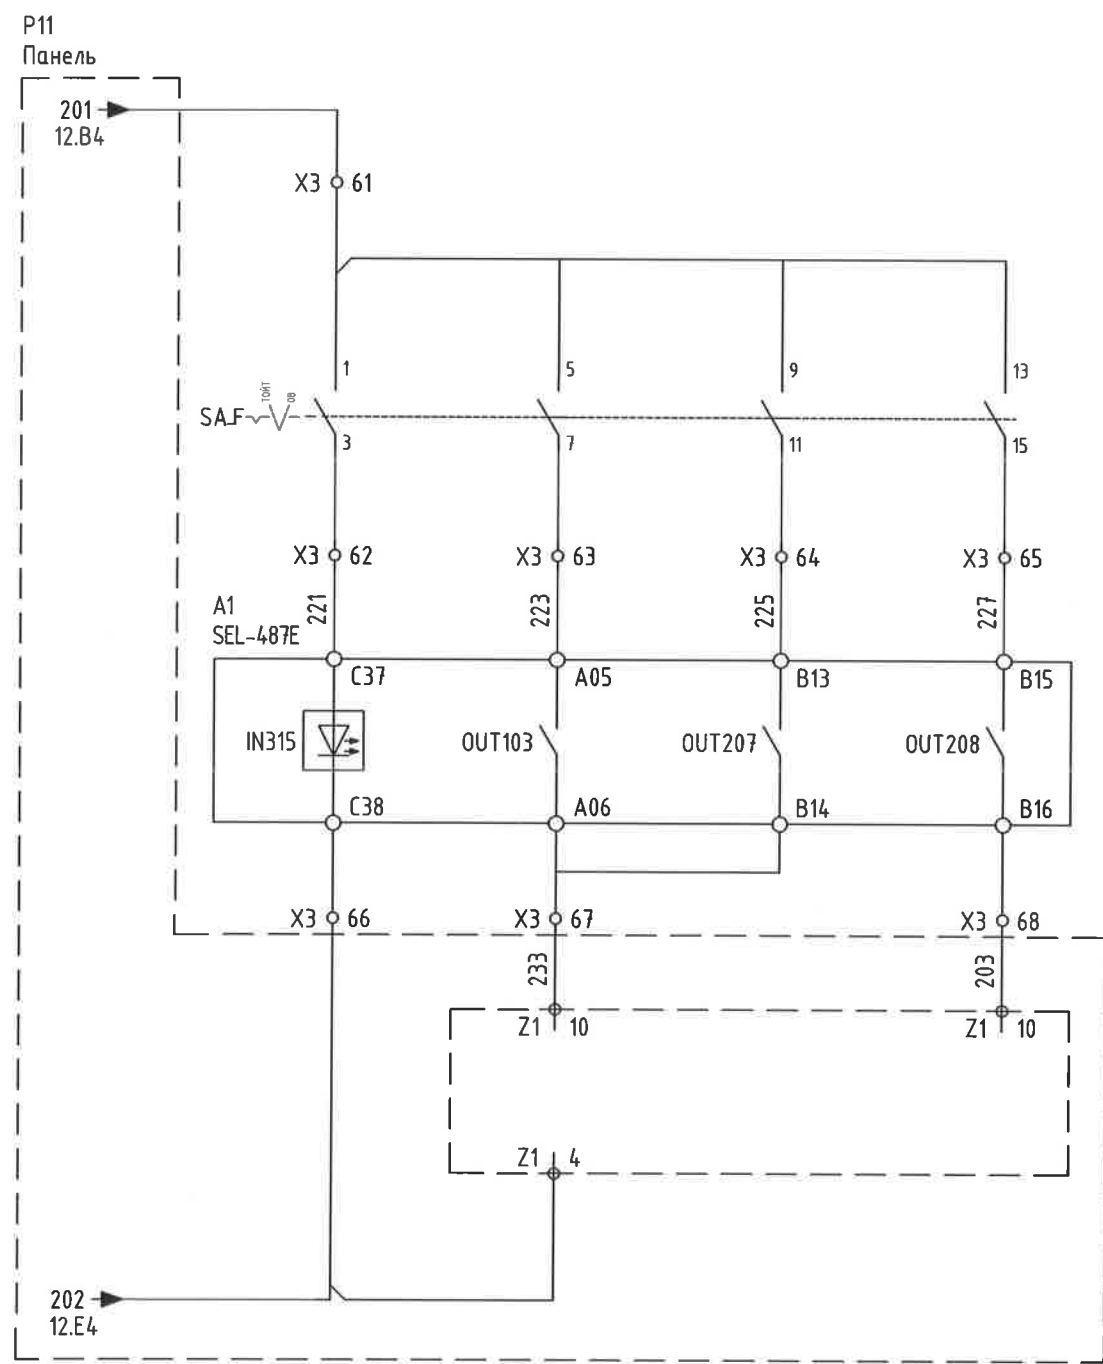 P11
Панель
201
12.B4
X3 61
1 5 9 13
SA_F
ТОИТ
ОВ
3 7 11 15
X3 62 X3 63 X3 64 X3 65
221 223 225 227
A1
SEL-487E
C37 A05 B13 B15
IN315 OUT103 OUT207 OUT208
C38 A06 B14 B16
X3 66 X3 67 X3 68
233 203
Z1 10 Z1 10
Z1 4
202
12.E4